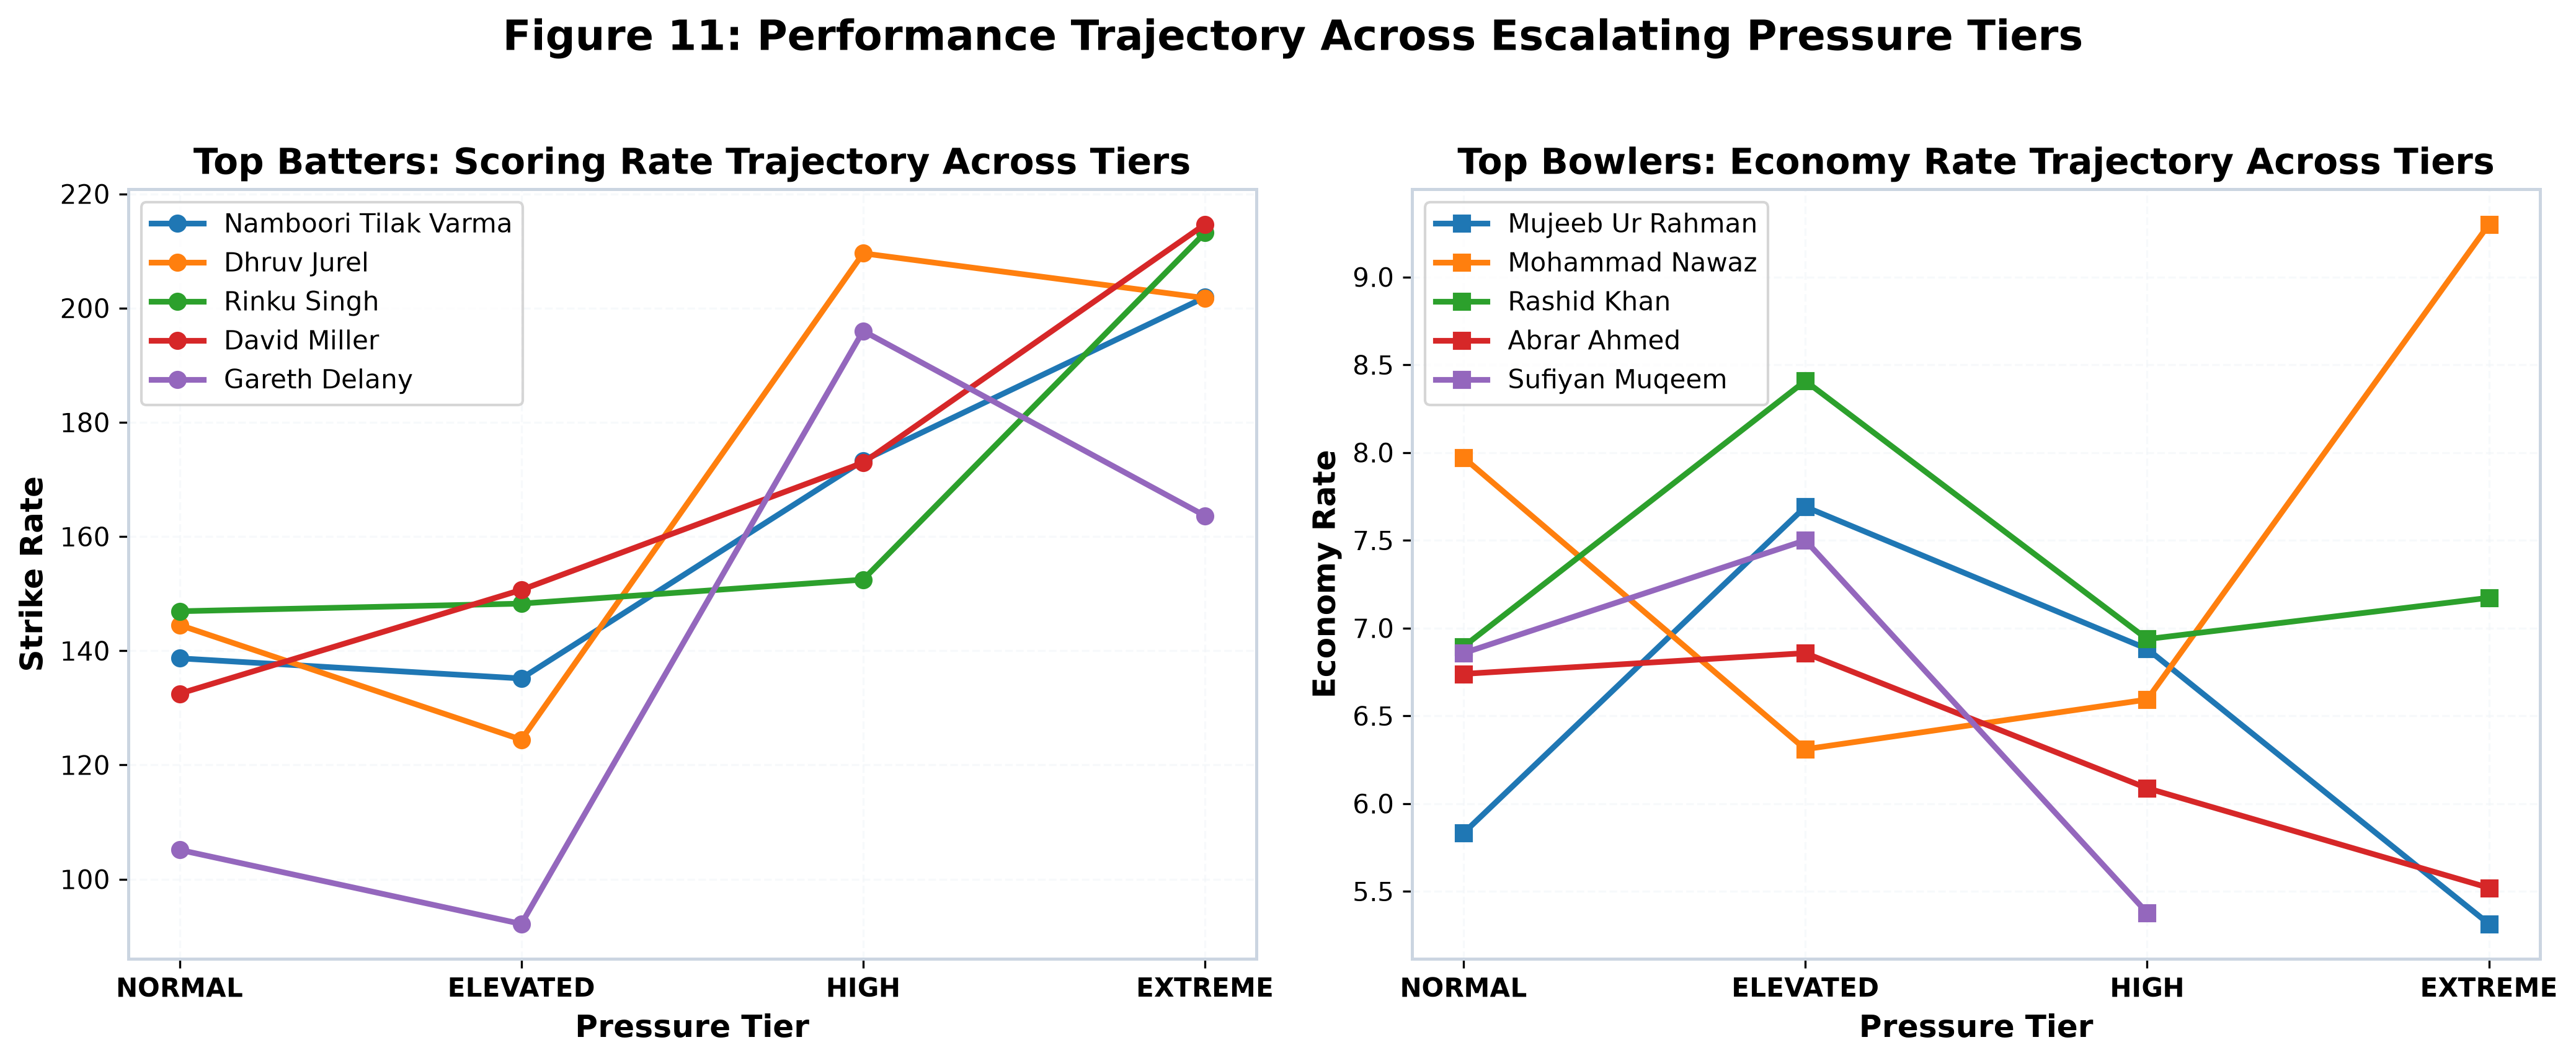 Figure 11: Performance Trajectory Across Escalating Pressure Tiers
Top Batters: Scoring Rate Trajectory Across Tiers
220
200
180
160
140
120
100
Strike Rate
Namboori Tilak Varma
Dhruv Jurel
Rinku Singh
David Miller
Gareth Delany
NORMAL
ELEVATED
HIGH
EXTREME
Pressure Tier
Top Bowlers: Economy Rate Trajectory Across Tiers
9.0
8.5
8.0
7.5
7.0
6.5
6.0
5.5
Economy Rate
Mujeeb Ur Rahman
Mohammad Nawaz
Rashid Khan
Abrar Ahmed
Sufiyan Muqeem
NORMAL
ELEVATED
HIGH
EXTREME
Pressure Tier